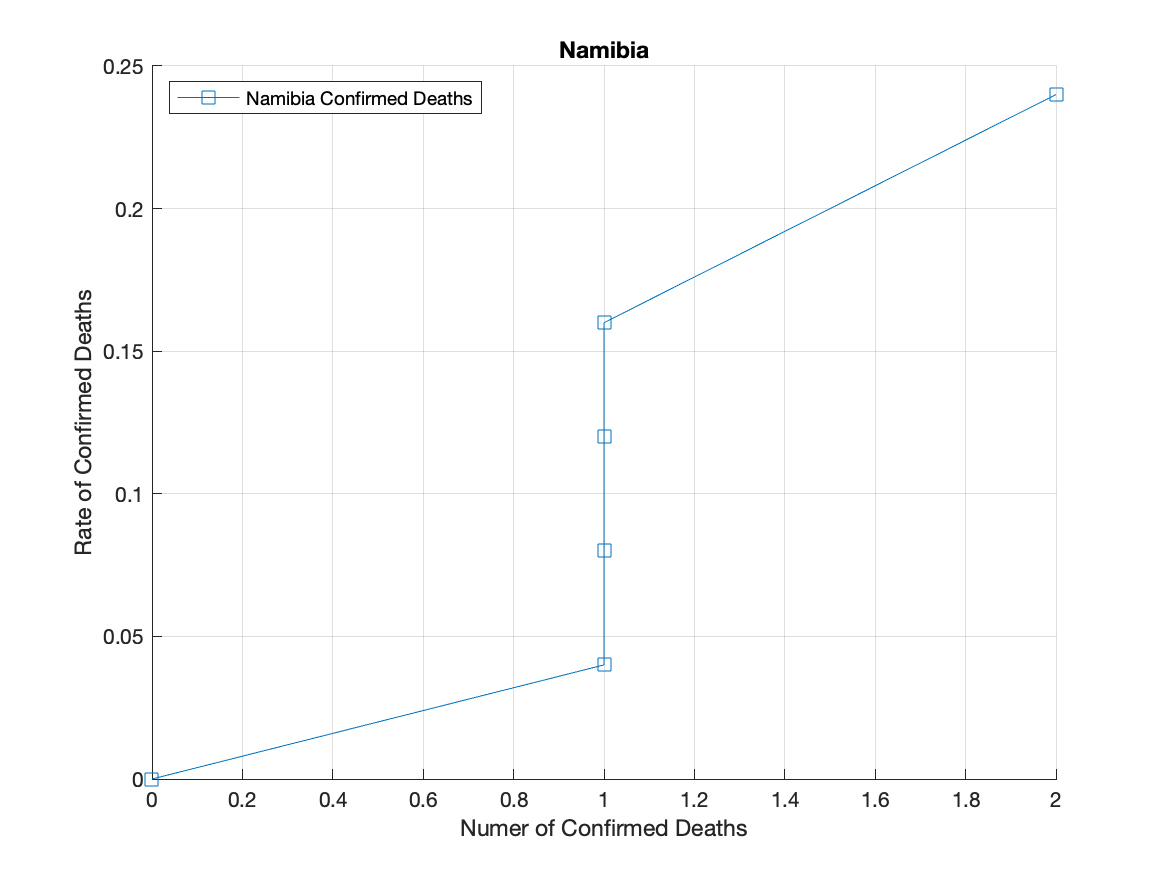 Namibia
Namibia Confirmed Deaths
0.25
0.2
0.15
0.1
0.05
0
Rate of Confirmed Deaths
0 0.2 0.4 0.6 0.8 1 1.2 1.4 1.6 1.8 2
Numer of Confirmed Deaths